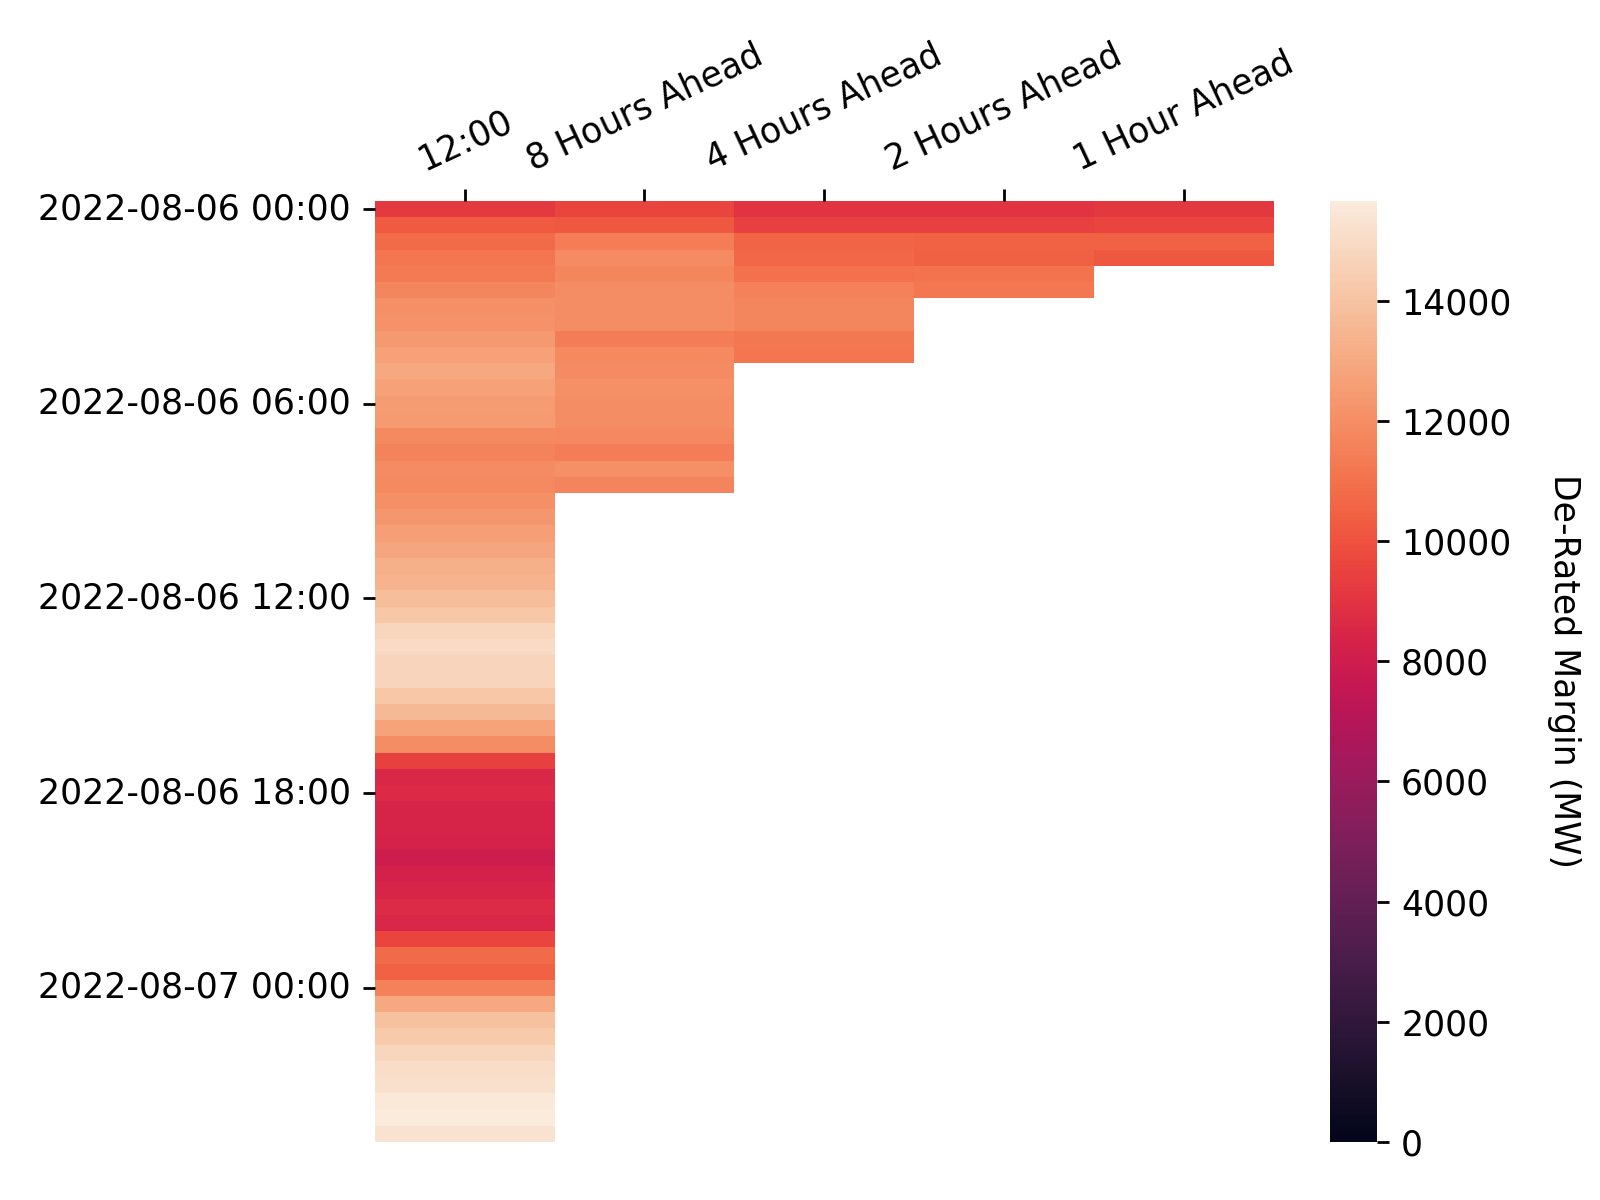 12:00
8 Hours Ahead
4 Hours Ahead
2 Hours Ahead
1 Hour Ahead
2022-08-06 00:00
2022-08-06 06:00
2022-08-06 12:00
2022-08-06 18:00
2022-08-07 00:00
14000
12000
10000
8000
6000
4000
2000
0
De-Rated Margin (MW)